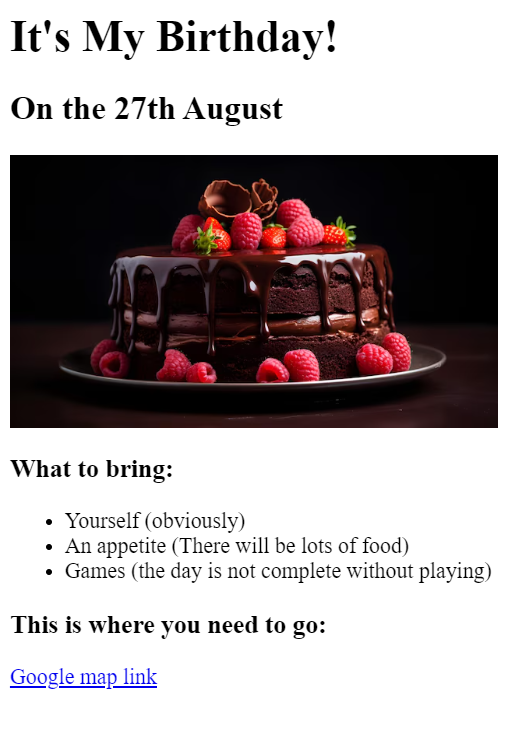 It's My Birthday!
On the 27th August
What to bring:
Yourself (obviously)
An appetite (There will be lots of food)
Games (the day is not complete without playing)
This is where you need to go:
Google map link